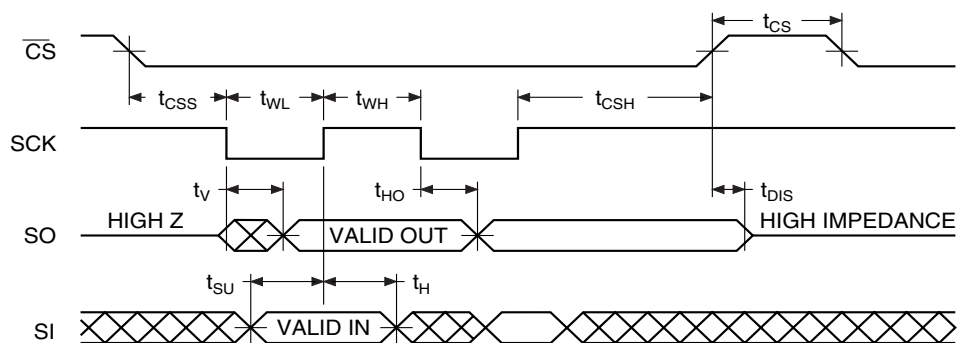 tCS
CS
tCSS
tWL
tWH
tCSH
SCK
tV
tHO
tDIS
HIGH Z
VALID OUT
HIGH IMPEDANCE
SO
tSU
tH
VALID IN
SI